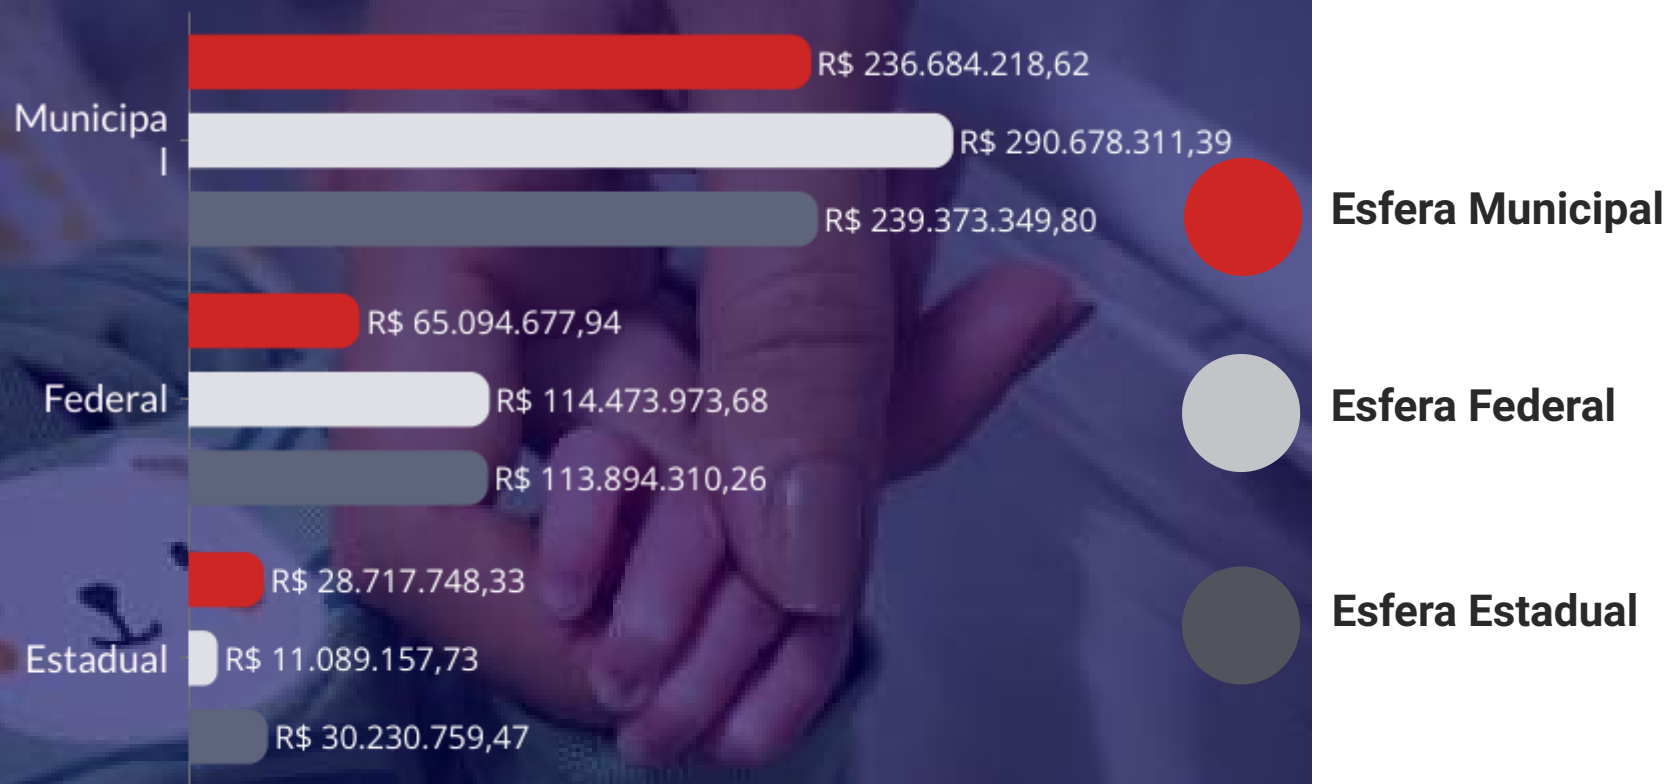 R$ 236.684.218,62
Municipa
l
R$ 290.678.311,39
R$ 239.373.349,80
Esfera Municipal
R$ 65.094.677,94
Federal
R$ 114.473.973,68
Esfera Federal
R$ 113.894.310,26
R$ 28.717.748,33
Esfera Estadual
Estadual
R$ 11.089.157,73
R$ 30.230.759,47